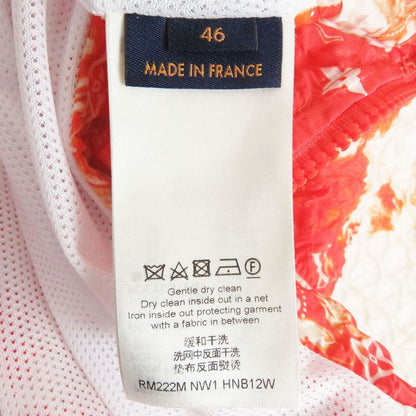 46
MADE IN FRANCE
Gentle dry clean
Dry clean inside out in a net
Iron inside out protecting garment
with a fabric in between
缓和干洗
洗网中反面干洗
垫布反面熨烫
RM222M NW1 HNB12W